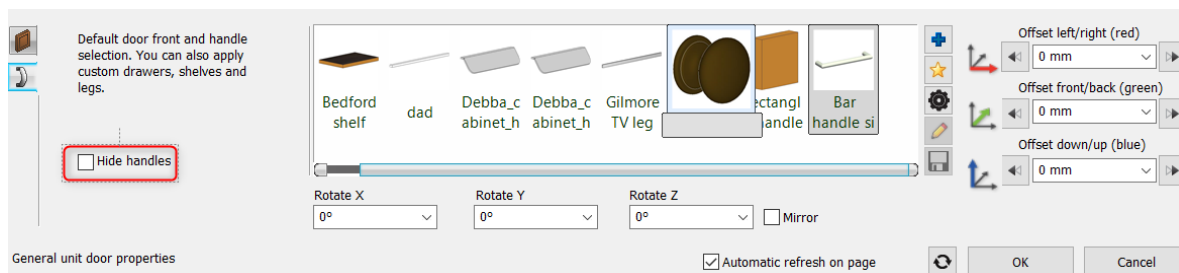 Default door front and handle
selection. You can also apply
custom drawers, shelves and
legs.
Hide handles
Bedford
shelf
dad
Debba_c
abinet_h
Debba_c
abinet_h
Gilmore
TV leg
ectangl
handle
Bar
handle si
Rotate X
0°
Rotate Y
0°
Rotate Z
0°
Mirror
Offset left/right (red)
0 mm
Offset front/back (green)
0 mm
Offset down/up (blue)
0 mm
General unit door properties
Automatic refresh on page
OK
Cancel